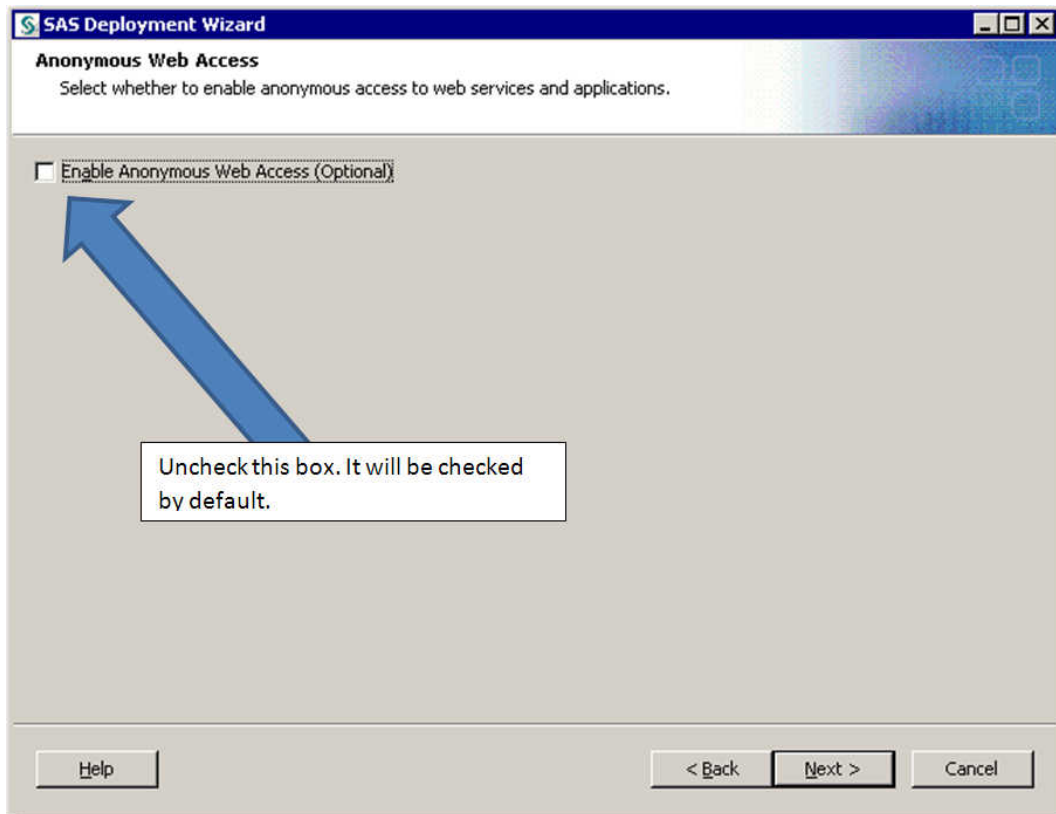 SAS Deployment Wizard
Anonymous Web Access
Select whether to enable anonymous access to web services and applications.
Enable Anonymous Web Access (Optional)
Uncheck this box. It will be checked
by default.
Help
< Back
Next >
Cancel